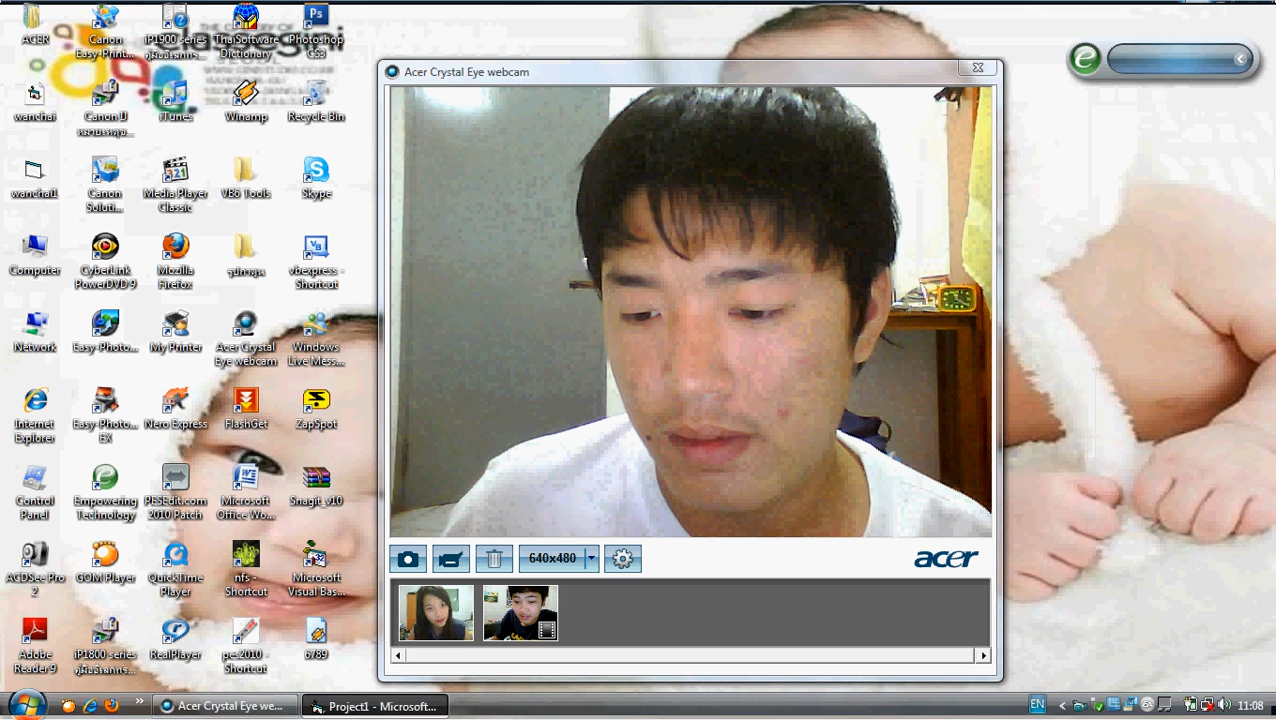 ACER
Canon
Easy-Print...
iP1900 series
ThaiSoftware
Dictionary
Photoshop
CS3
Acer Crystal Eye webcam
wanchai
Canon IJ
iTunes
Winamp
Recycle Bin
wanchai1
Canon
Soluti...
Media Player
Classic
VB6 Tools
Skype
Computer
CyberLink
PowerDVD 9
Mozilla
Firefox
vbexpress -
Shortcut
Network
Easy-Photo...
My Printer
Acer Crystal
Eye webcam
Windows
Live Mess...
Internet
Explorer
Easy-Photo...
EX
Nero Express
FlashGet
ZapSpot
Control
Panel
Empowering
Technology
PESEdit.com
2010 Patch
Microsoft
Office Wo...
Snagit_v10
640x480
acer
ACDSee Pro
2
GOM Player
QuickTime
Player
nfs -
Shortcut
Microsoft
Visual Bas...
Adobe
Reader 9
iP1800 series
RealPlayer
pes2010 -
Shortcut
6789
Acer Crystal Eye we...
Project1 - Microsoft...
EN
11:08